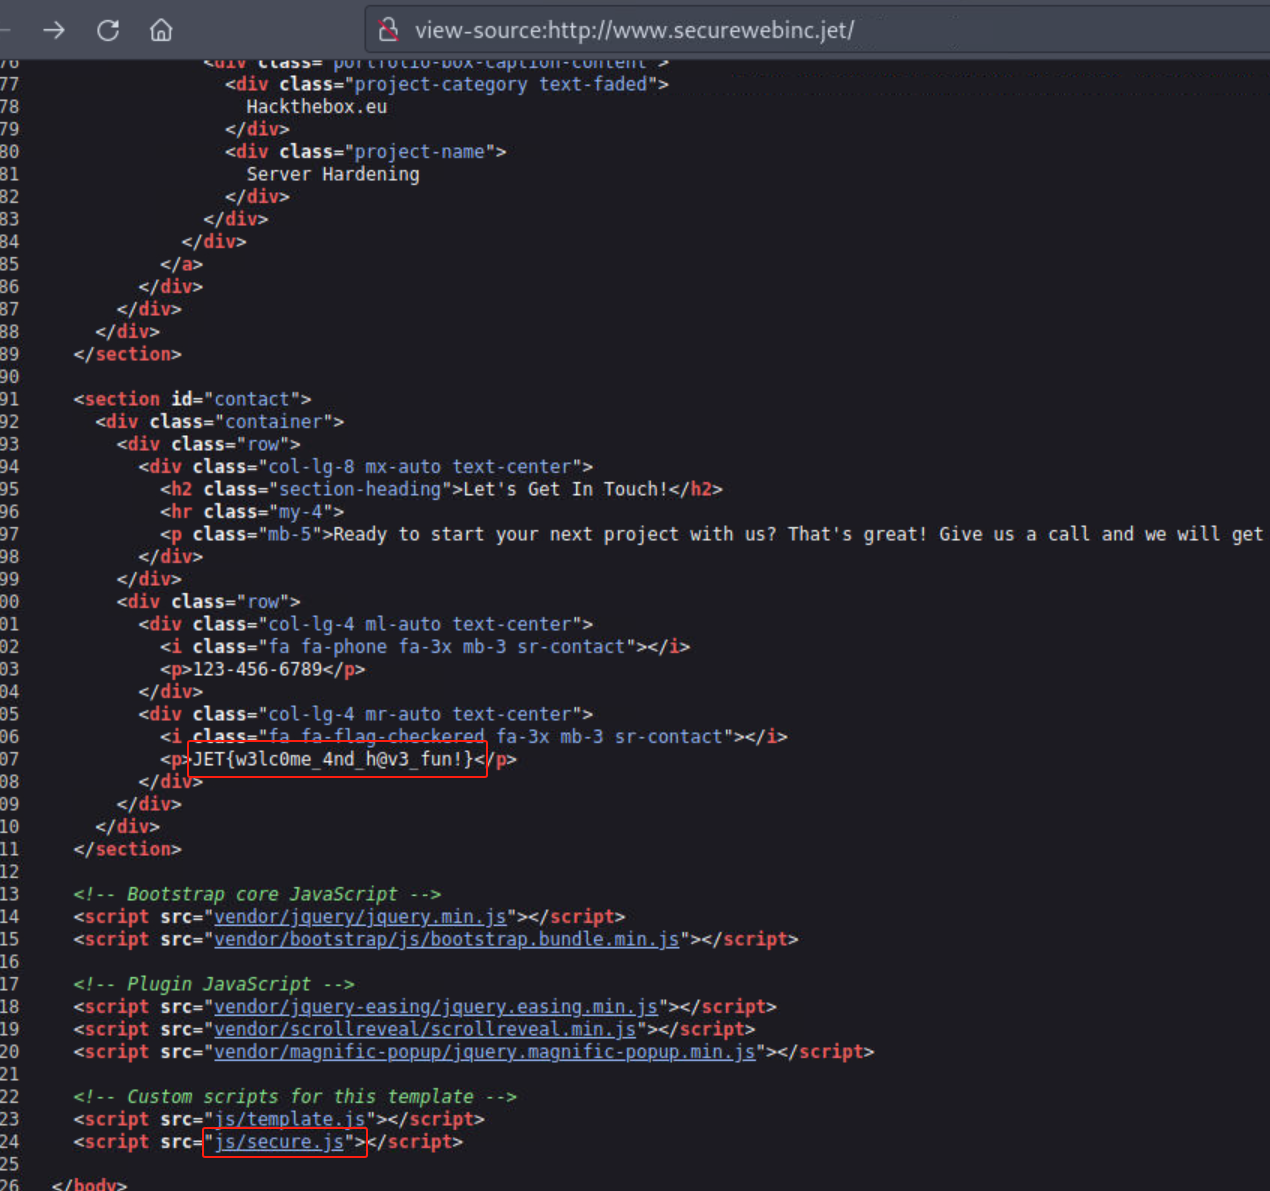 view-source:http://www.securewebinc.jet/
76 <div class="portfolio-box-caption-content">
77 <div class="project-category text-faded">
78 Hackthebox.eu
79 </div>
80 <div class="project-name">
81 Server Hardening
82 </div>
83 </div>
84 </div>
85 </a>
86 </div>
87 </div>
88 </div>
89 </section>
90
91 <section id="contact">
92 <div class="container">
93 <div class="row">
94 <div class="col-lg-8 mx-auto text-center">
95 <h2 class="section-heading">Let's Get In Touch!</h2>
96 <hr class="my-4">
97 <p class="mb-5">Ready to start your next project with us? That's great! Give us a call and we will get
98 </div>
99 </div>
00 <div class="row">
01 <div class="col-lg-4 ml-auto text-center">
02 <i class="fa fa-phone fa-3x mb-3 sr-contact"></i>
03 <p>123-456-6789</p>
04 </div>
05 <div class="col-lg-4 mr-auto text-center">
06 <i class="fa fa-flag-checkered fa-3x mb-3 sr-contact"></i>
07 <p>JET{w3lc0me_4nd_h@v3_fun!}</p>
08 </div>
09 </div>
10 </div>
11 </section>
12
13 <!-- Bootstrap core JavaScript -->
14 <script src="vendor/jquery/jquery.min.js"></script>
15 <script src="vendor/bootstrap/js/bootstrap.bundle.min.js"></script>
16
17 <!-- Plugin JavaScript -->
18 <script src="vendor/jquery-easing/jquery.easing.min.js"></script>
19 <script src="vendor/scrollreveal/scrollreveal.min.js"></script>
20 <script src="vendor/magnific-popup/jquery.magnific-popup.min.js"></script>
21
22 <!-- Custom scripts for this template -->
23 <script src="js/template.js"></script>
24 <script src="js/secure.js"></script>
25
26 </body>